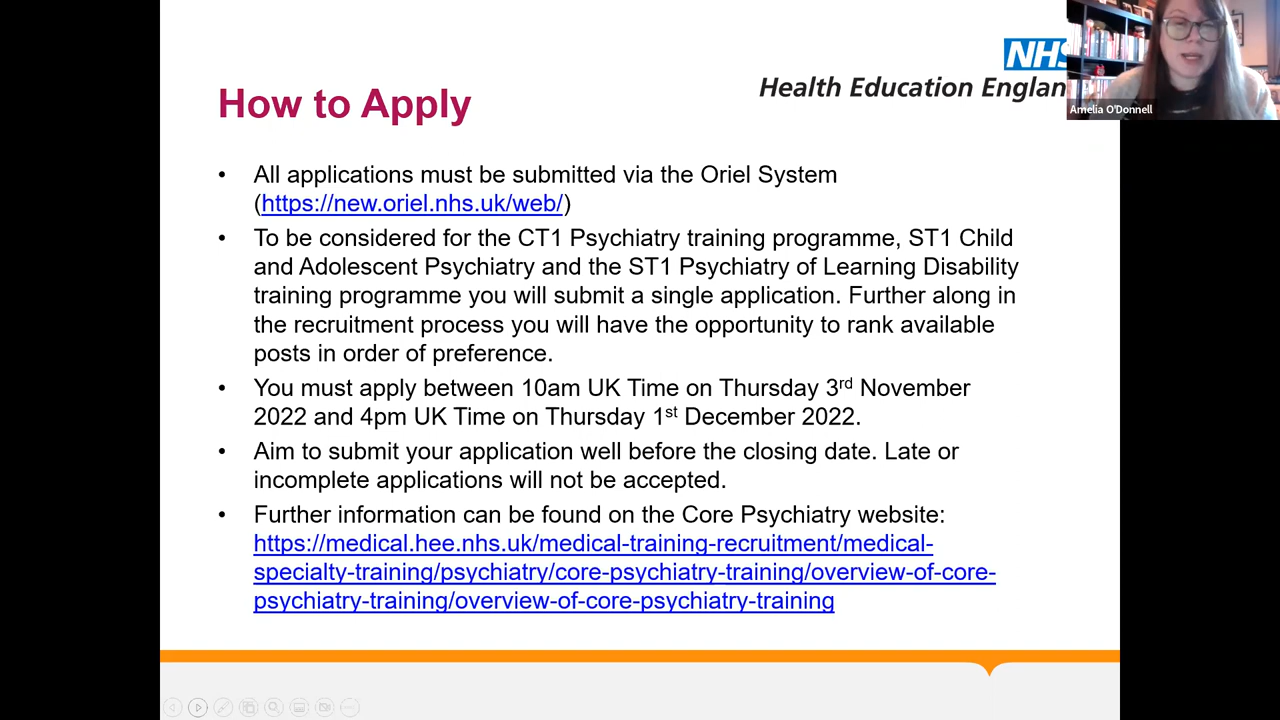 NHS
Health Education Englan
Amelia O'Donnell
How to Apply
• All applications must be submitted via the Oriel System
(https://new.oriel.nhs.uk/web/)
• To be considered for the CT1 Psychiatry training programme, ST1 Child
and Adolescent Psychiatry and the ST1 Psychiatry of Learning Disability
training programme you will submit a single application. Further along in
the recruitment process you will have the opportunity to rank available
posts in order of preference.
• You must apply between 10am UK Time on Thursday 3rd November
2022 and 4pm UK Time on Thursday 1st December 2022.
• Aim to submit your application well before the closing date. Late or
incomplete applications will not be accepted.
• Further information can be found on the Core Psychiatry website:
https://medical.hee.nhs.uk/medical-training-recruitment/medical-
specialty-training/psychiatry/core-psychiatry-training/overview-of-core-
psychiatry-training/overview-of-core-psychiatry-training